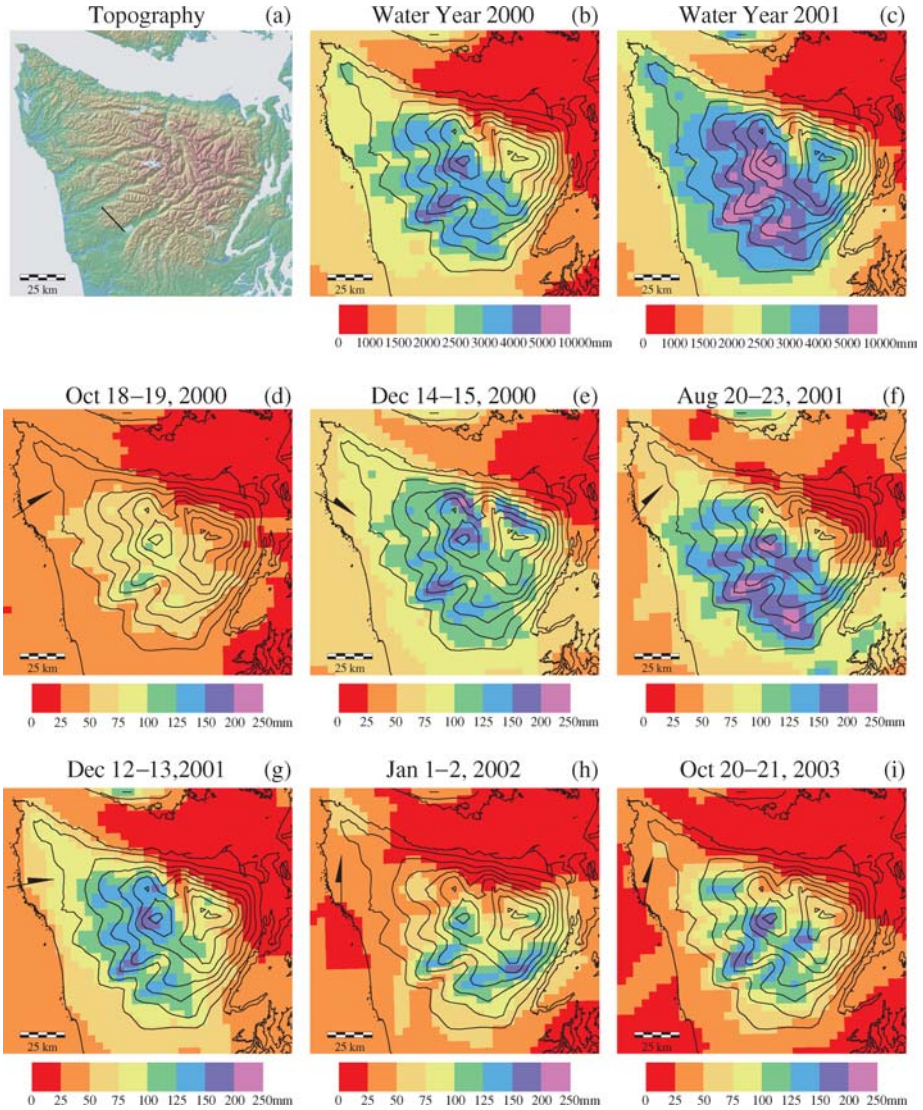 Topography (a)
Water Year 2000 (b)
Water Year 2001 (c)
25 km
25 km
25 km
0 1000 1500 2000 2500 3000 4000 5000 10000mm
0 1000 1500 2000 2500 3000 4000 5000 10000mm
Oct 18–19, 2000 (d)
Dec 14–15, 2000 (e)
Aug 20–23, 2001 (f)
25 km
25 km
25 km
0 25 50 75 100 125 150 200 250mm
0 25 50 75 100 125 150 200 250mm
0 25 50 75 100 125 150 200 250mm
Dec 12–13,2001 (g)
Jan 1–2, 2002 (h)
Oct 20–21, 2003 (i)
25 km
25 km
25 km
0 25 50 75 100 125 150 200 250mm
0 25 50 75 100 125 150 200 250mm
0 25 50 75 100 125 150 200 250mm